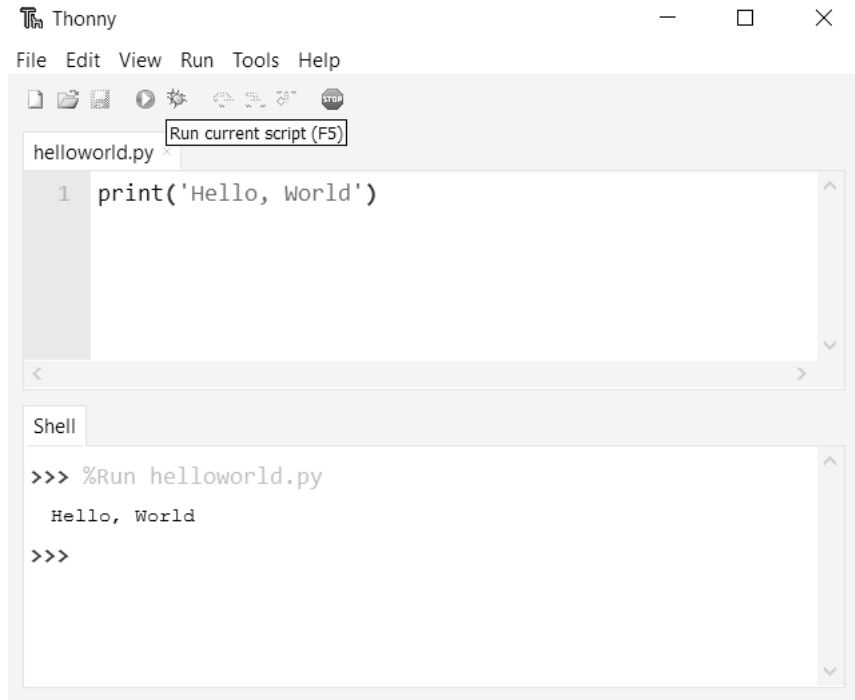 Thonny
File Edit View Run Tools Help
STOP
Run current script (F5)
helloworld.py
1 print('Hello, World')
Shell
>>> %Run helloworld.py
Hello, World
>>>